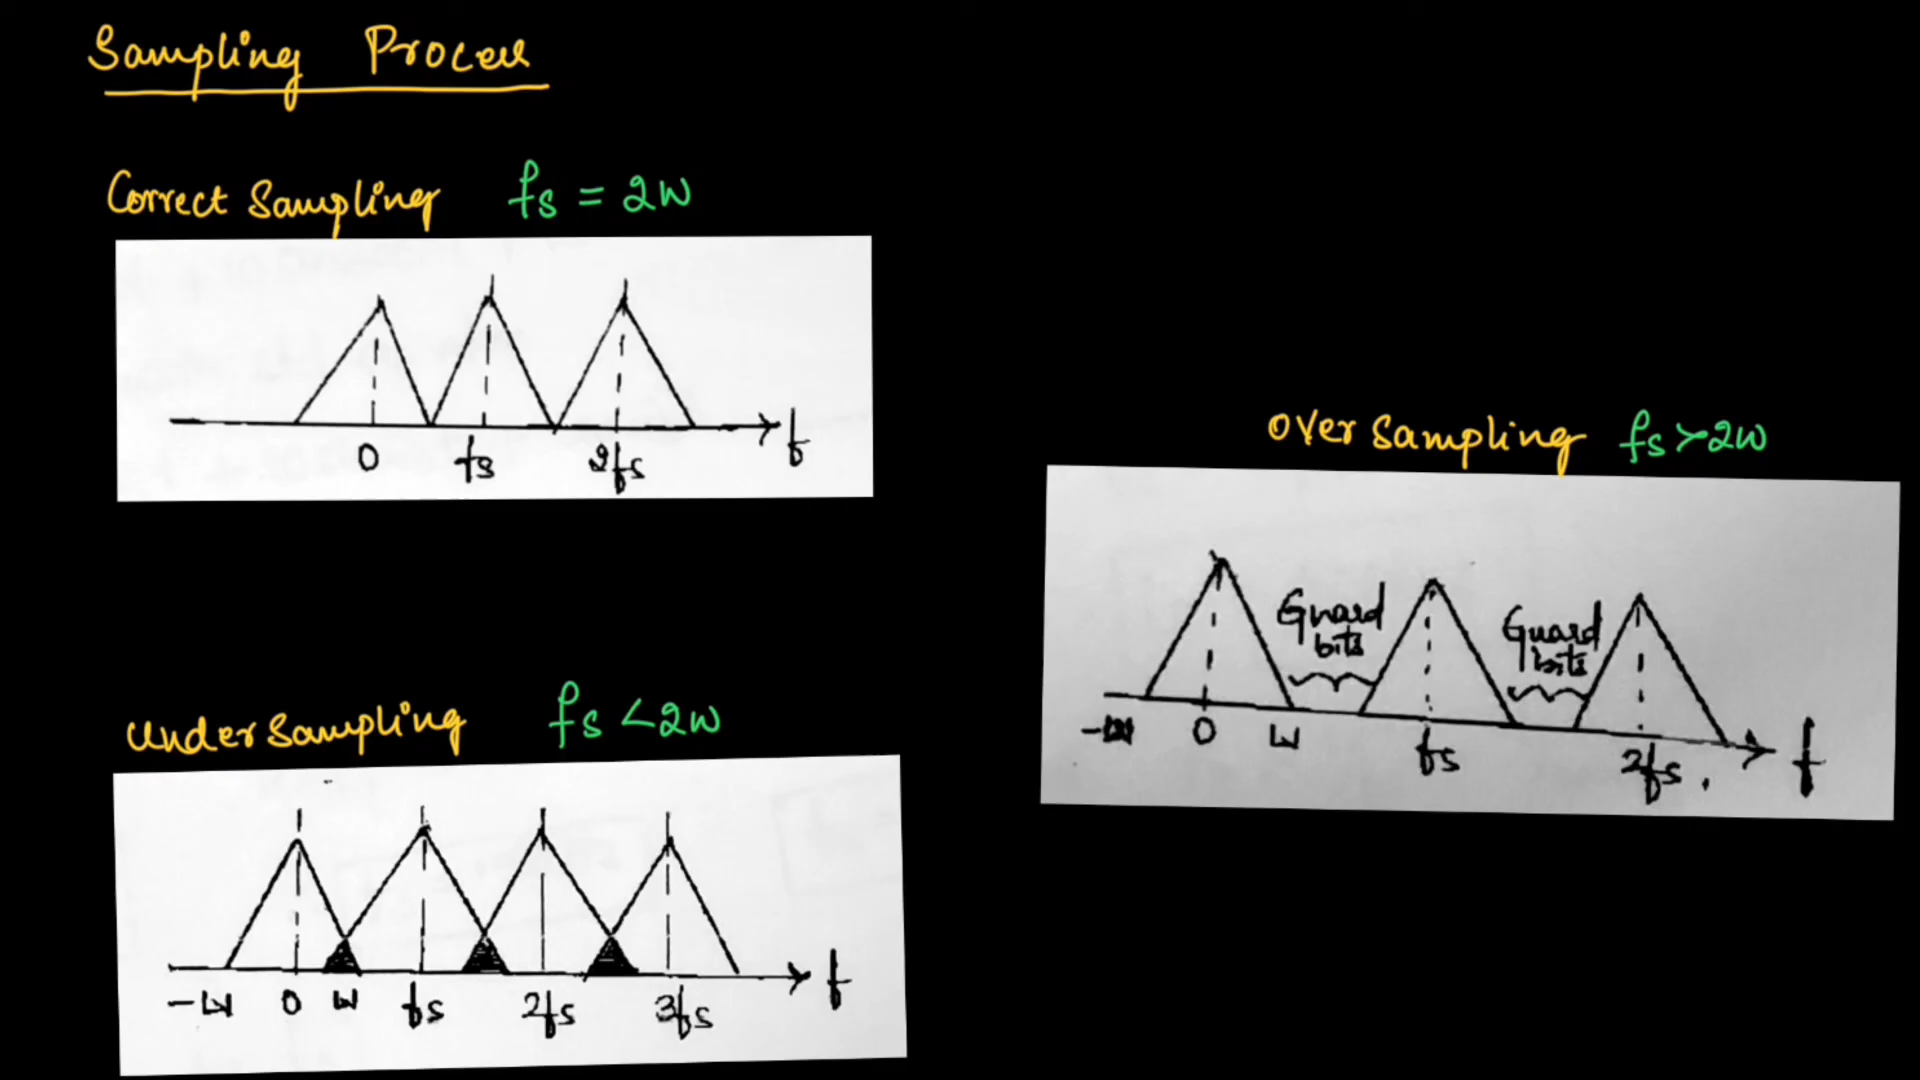 Sampling Process
Correct Sampling fs = 2W
0 fs 2fs f
Over Sampling fs > 2W
Guard bits Guard bits
-W 0 W fs 2fs f
Under Sampling fs < 2W
-W 0 W fs 2fs 3fs f